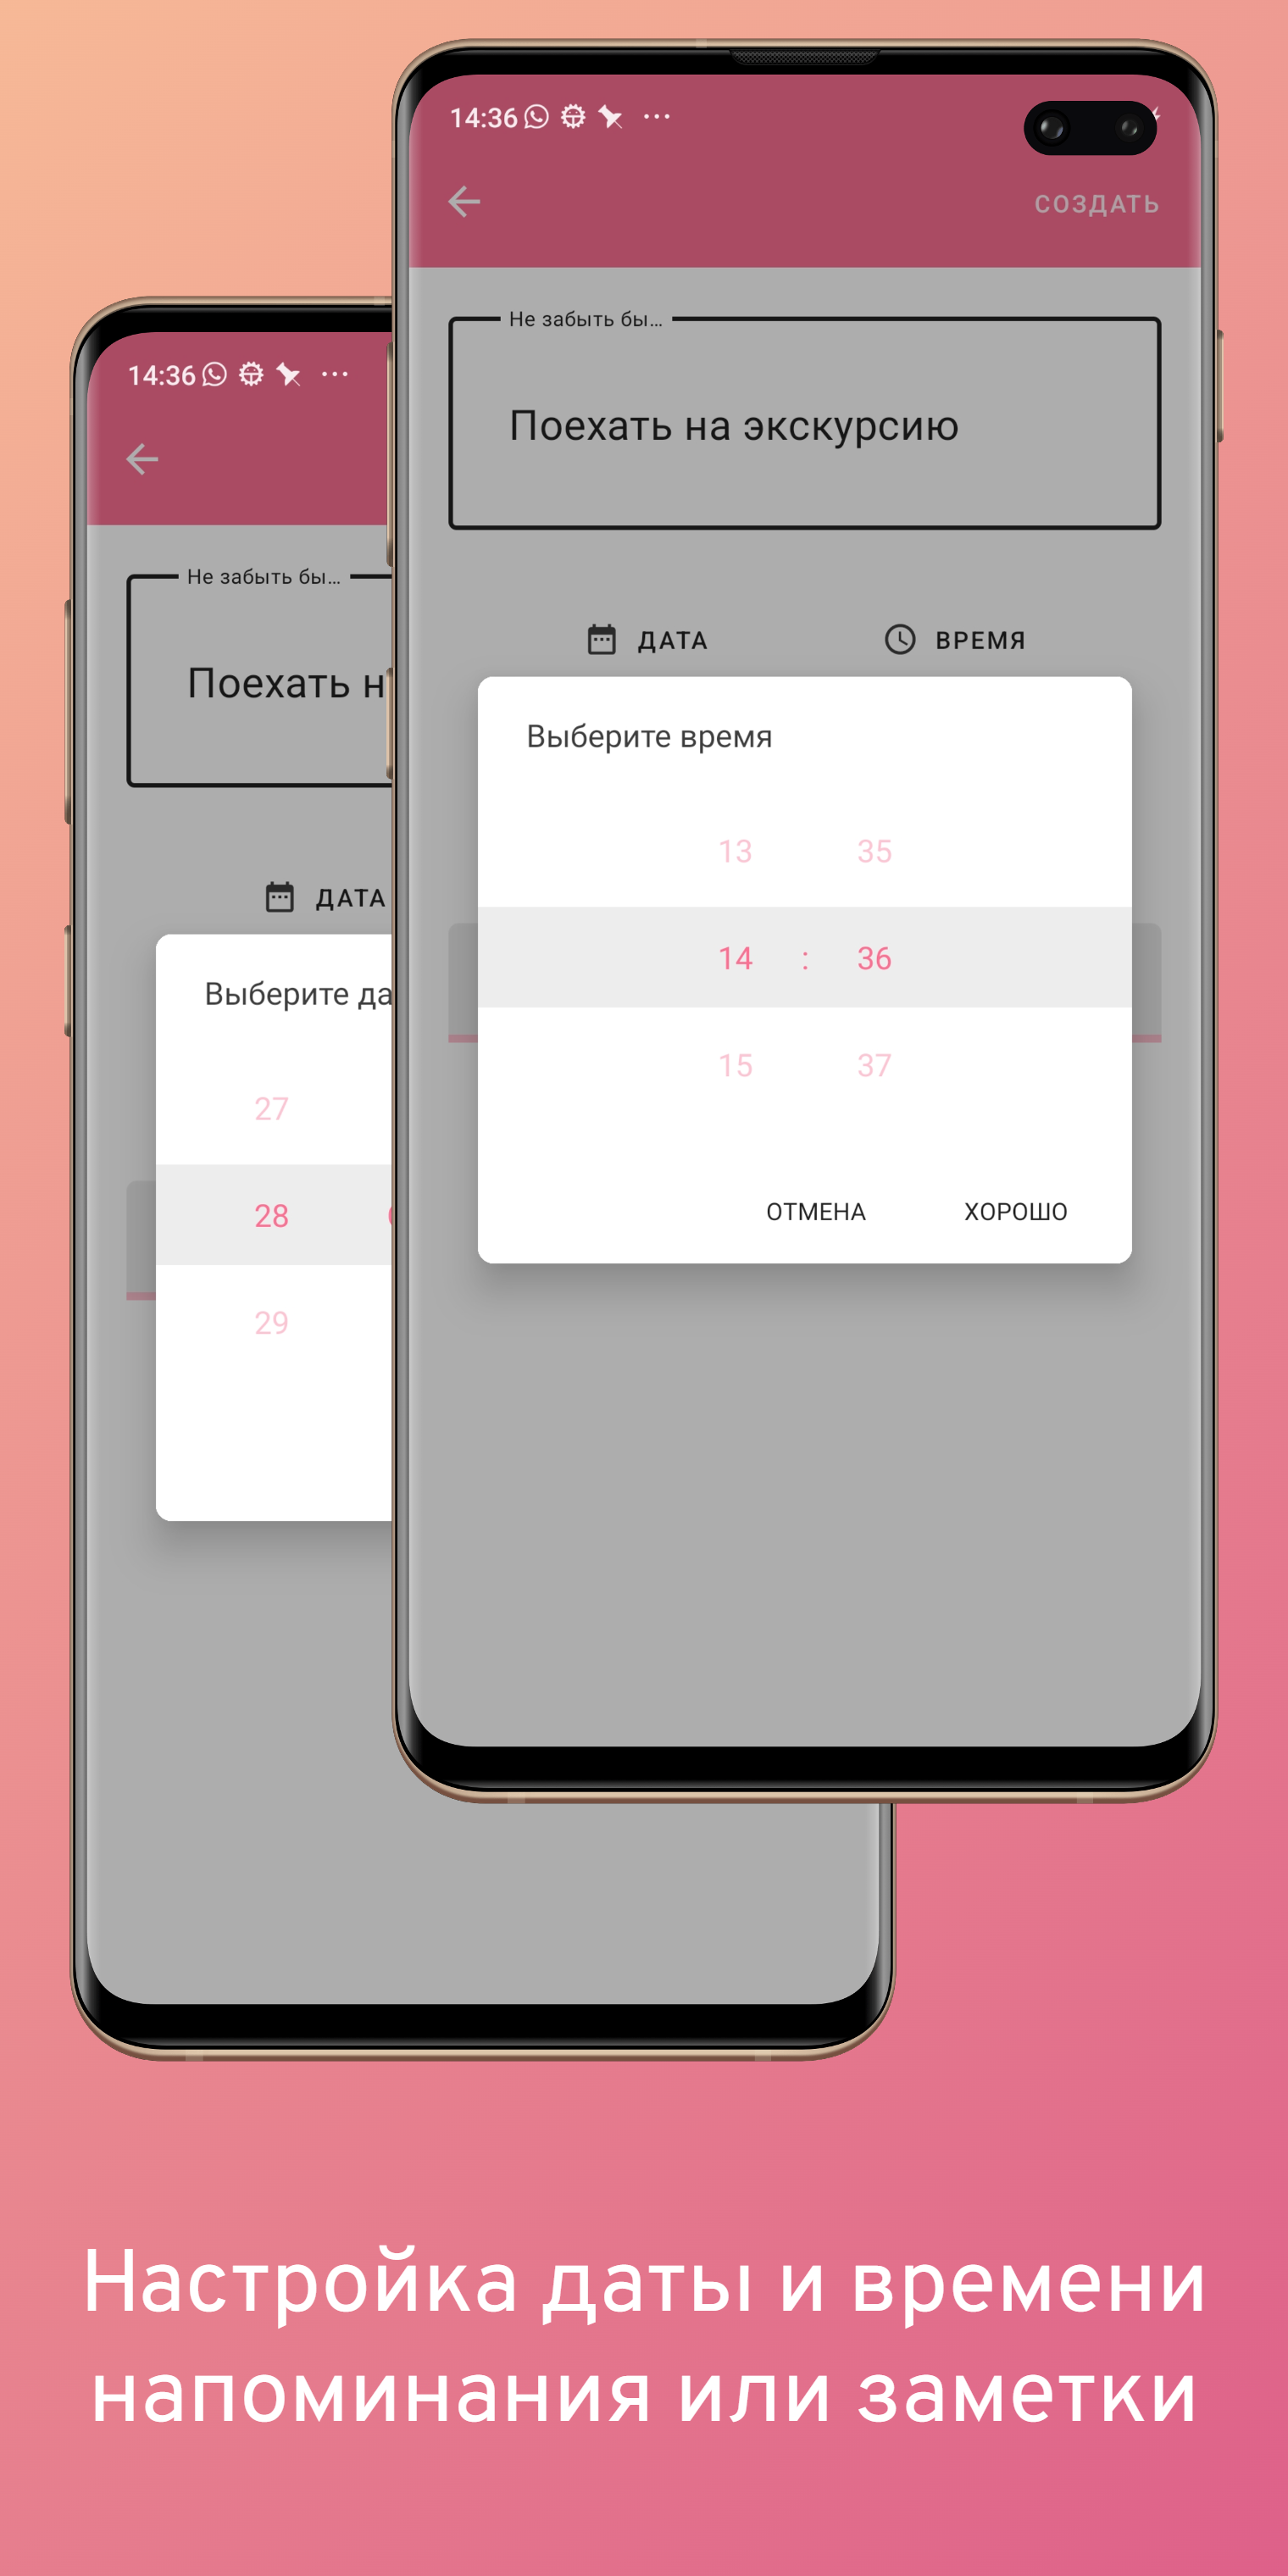 14:36
СОЗДАТЬ
Не забыть бы...
Поехать на экскурсию
ДАТА
ВРЕМЯ
Выберите время
13 35
14 : 36
15 37
ОТМЕНА
ХОРОШО
14:36
Не забыть бы...
Поехать н
ДАТА
Выберите да
27
28
29
Настройка даты и времени
напоминания или заметки